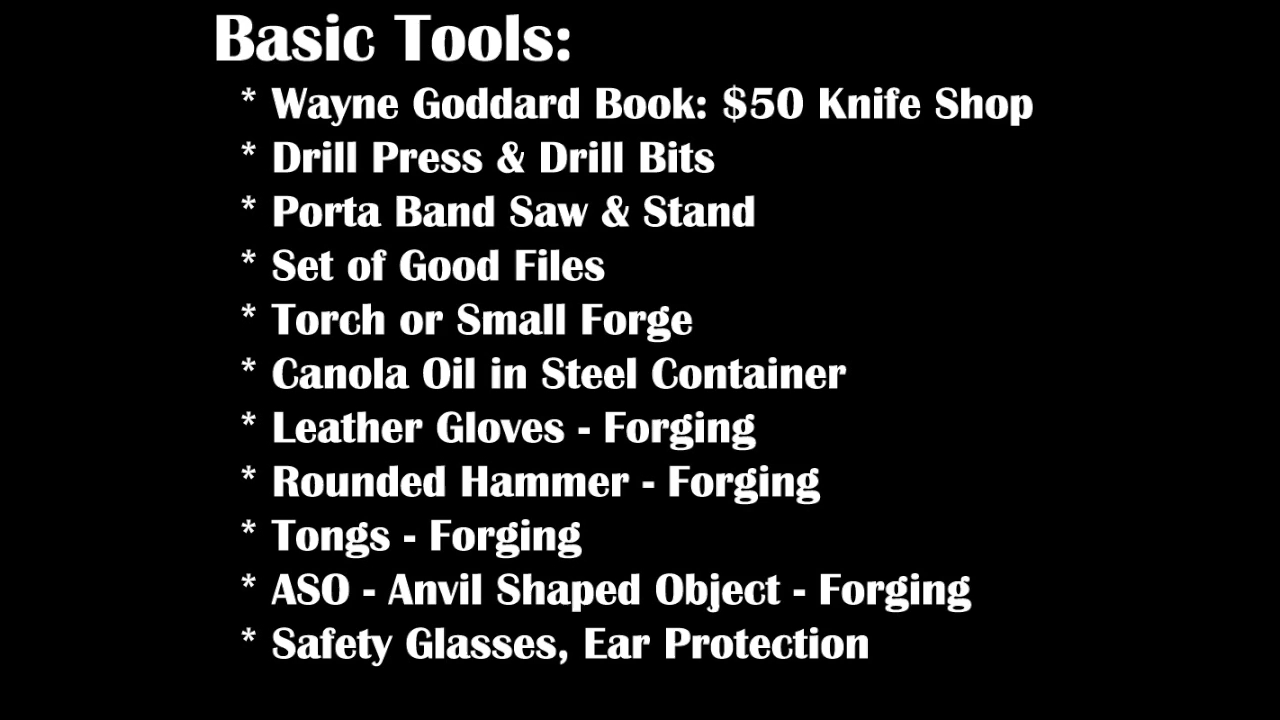 Basic Tools:
* Wayne Goddard Book: $50 Knife Shop
* Drill Press & Drill Bits
* Porta Band Saw & Stand
* Set of Good Files
* Torch or Small Forge
* Canola Oil in Steel Container
* Leather Gloves - Forging
* Rounded Hammer - Forging
* Tongs - Forging
* ASO - Anvil Shaped Object - Forging
* Safety Glasses, Ear Protection